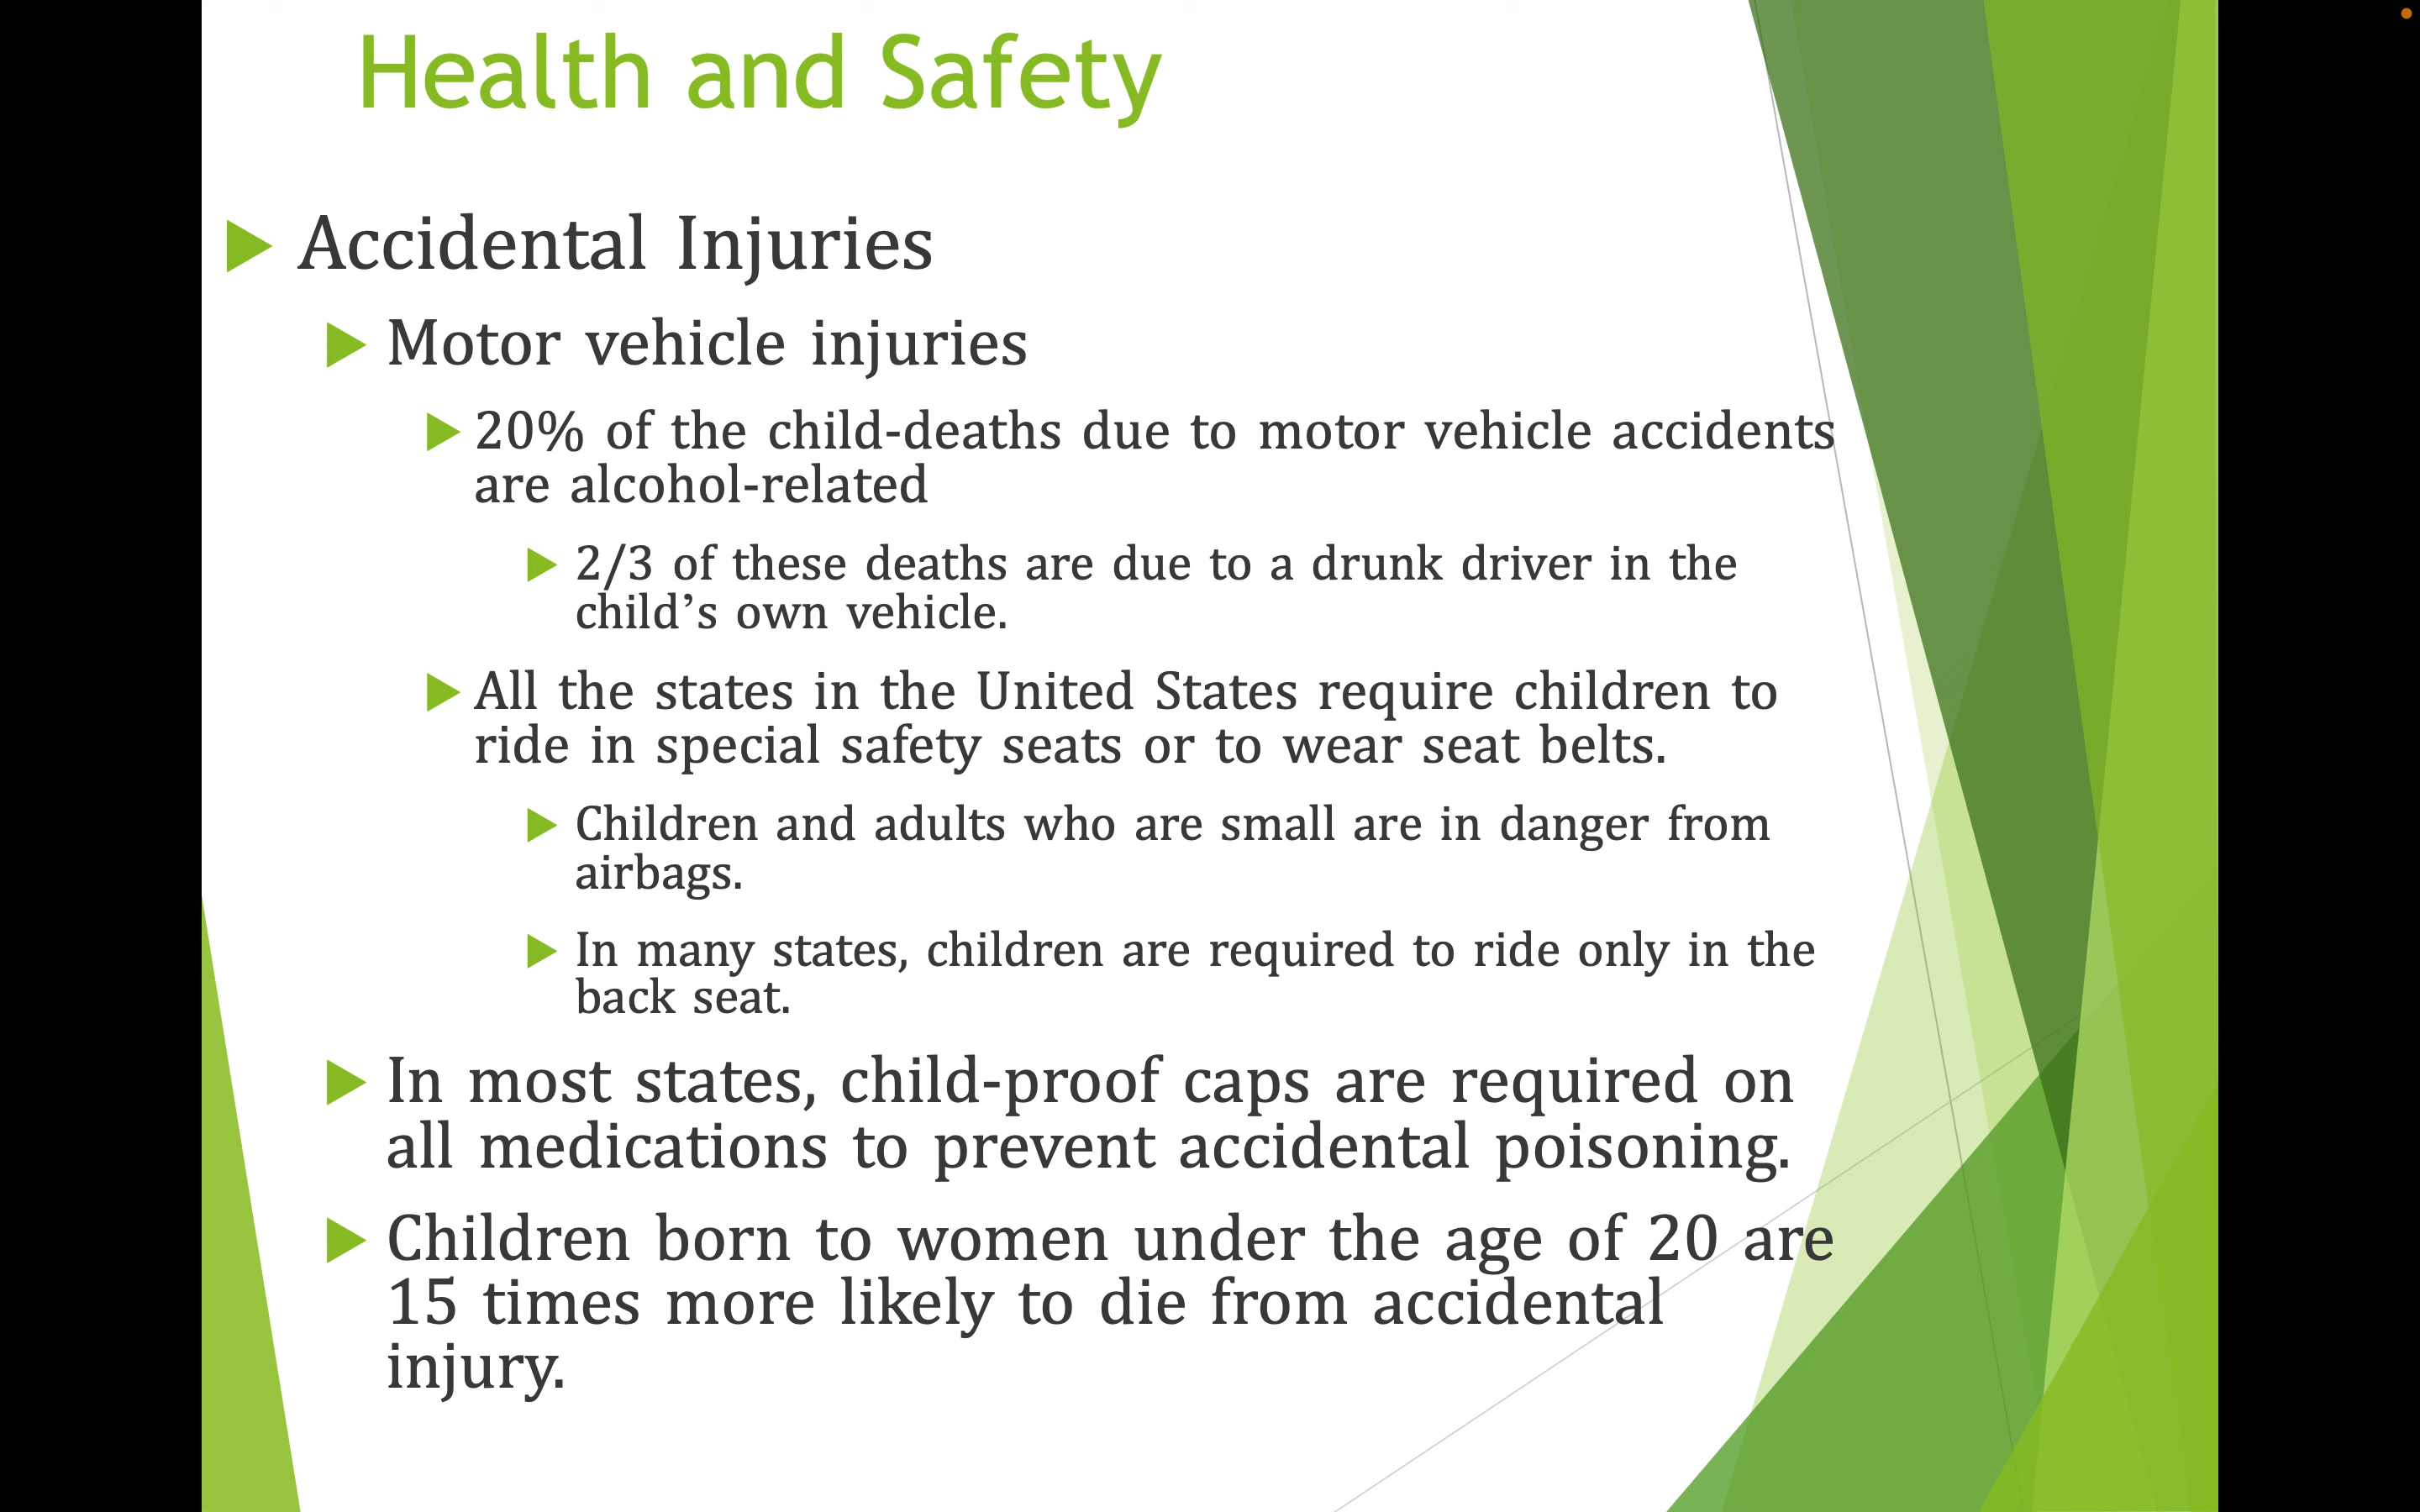 Health and Safety
Accidental Injuries
Motor vehicle injuries
20% of the child-deaths due to motor vehicle accidents
are alcohol-related
2/3 of these deaths are due to a drunk driver in the
child’s own vehicle.
All the states in the United States require children to
ride in special safety seats or to wear seat belts.
Children and adults who are small are in danger from
airbags.
In many states, children are required to ride only in the
back seat.
In most states, child-proof caps are required on
all medications to prevent accidental poisoning.
Children born to women under the age of 20 are
15 times more likely to die from accidental
injury.